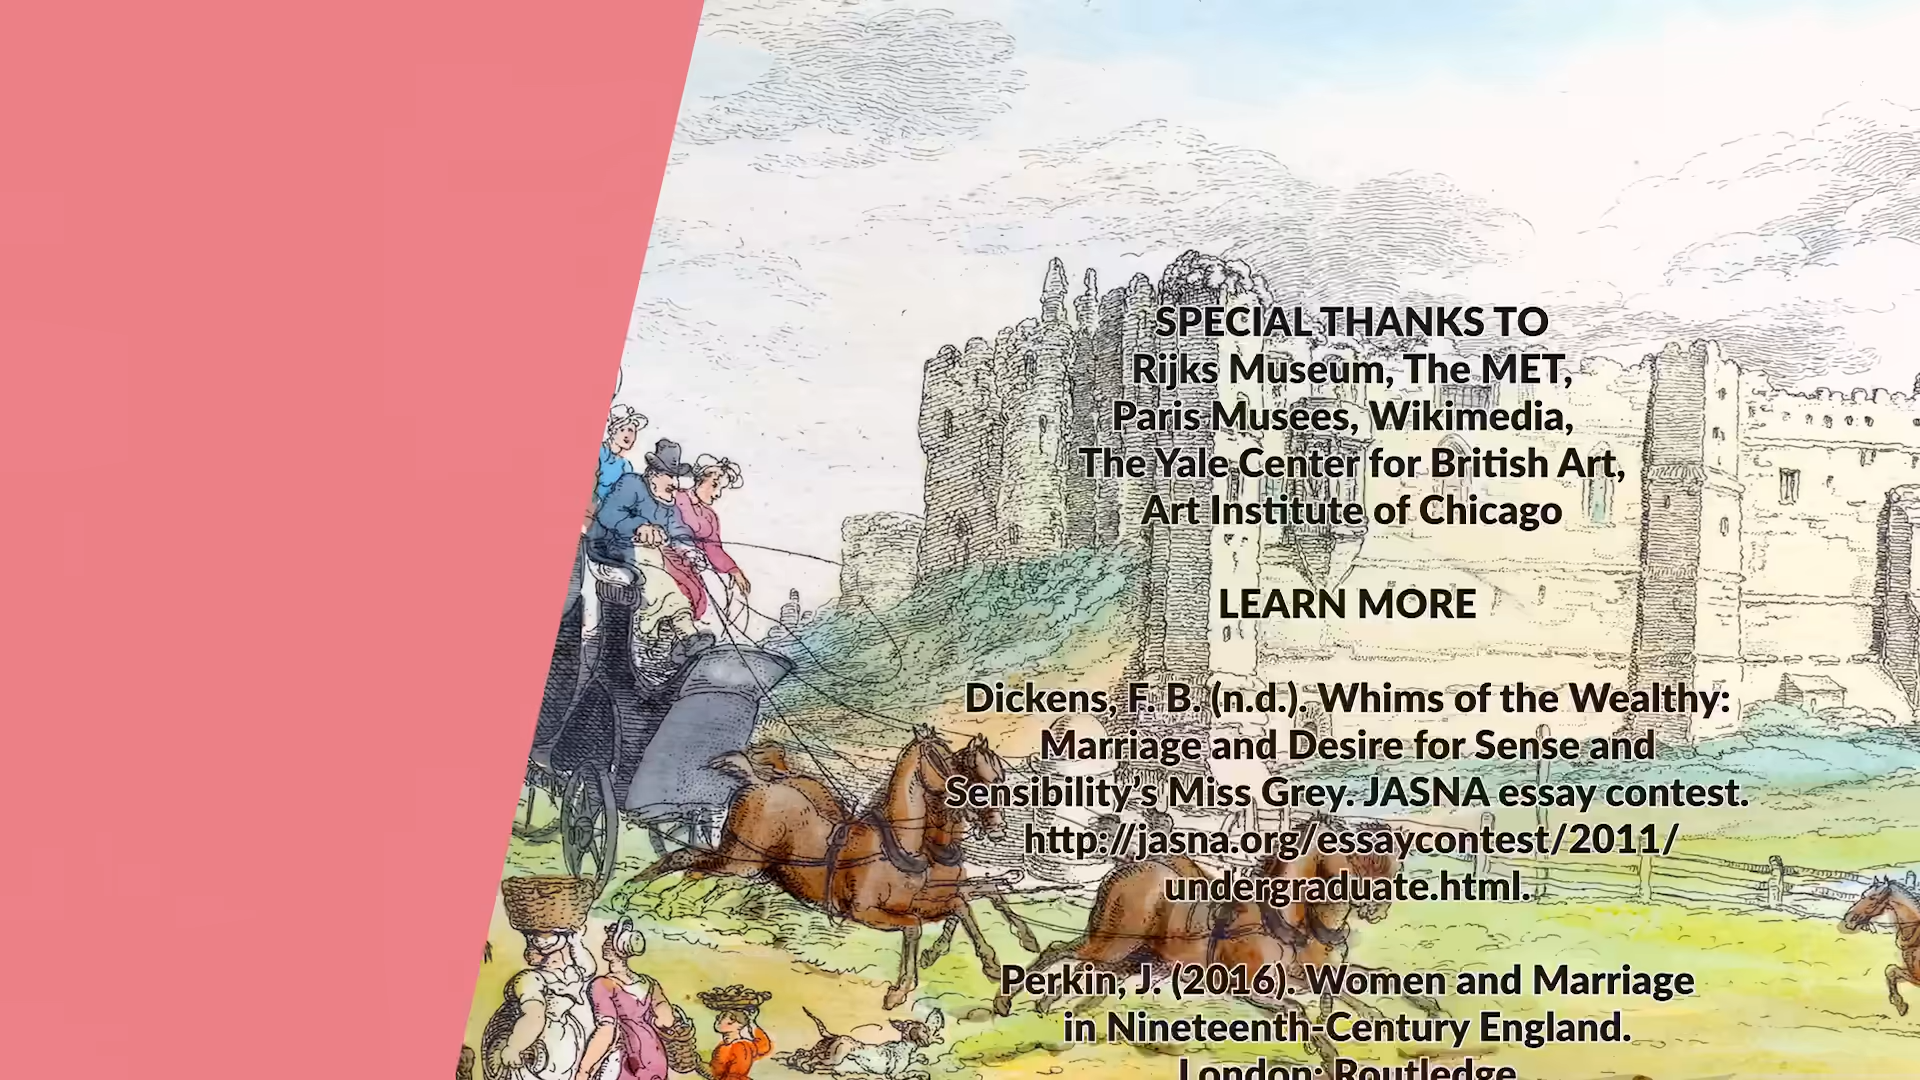 SPECIAL THANKS TO
Rijks Museum, The MET,
Paris Musees, Wikimedia,
The Yale Center for British Art,
Art Institute of Chicago
LEARN MORE
Dickens, F. B. (n.d.). Whims of the Wealthy:
Marriage and Desire for Sense and
Sensibility’s Miss Grey. JASNA essay contest.
http://jasna.org/essaycontest/2011/
undergraduate.html.
Perkin, J. (2016). Women and Marriage
in Nineteenth-Century England.
London: Routledge.